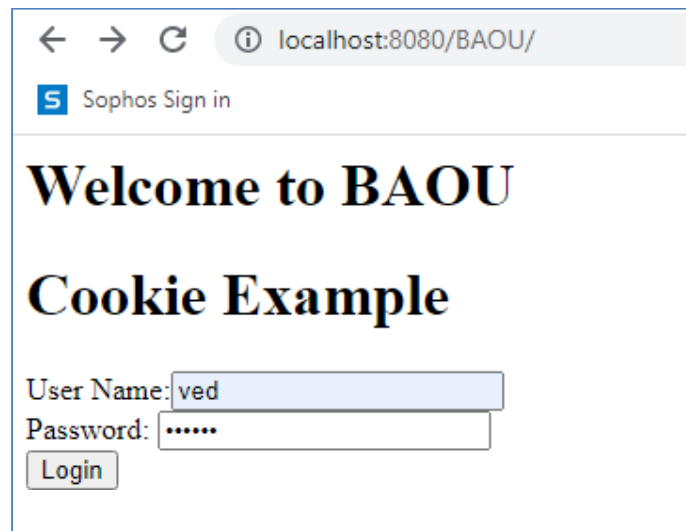 localhost:8080/BAOU/
S Sophos Sign in
Welcome to BAOU
Cookie Example
User Name: ved
Password: ••••••
Login